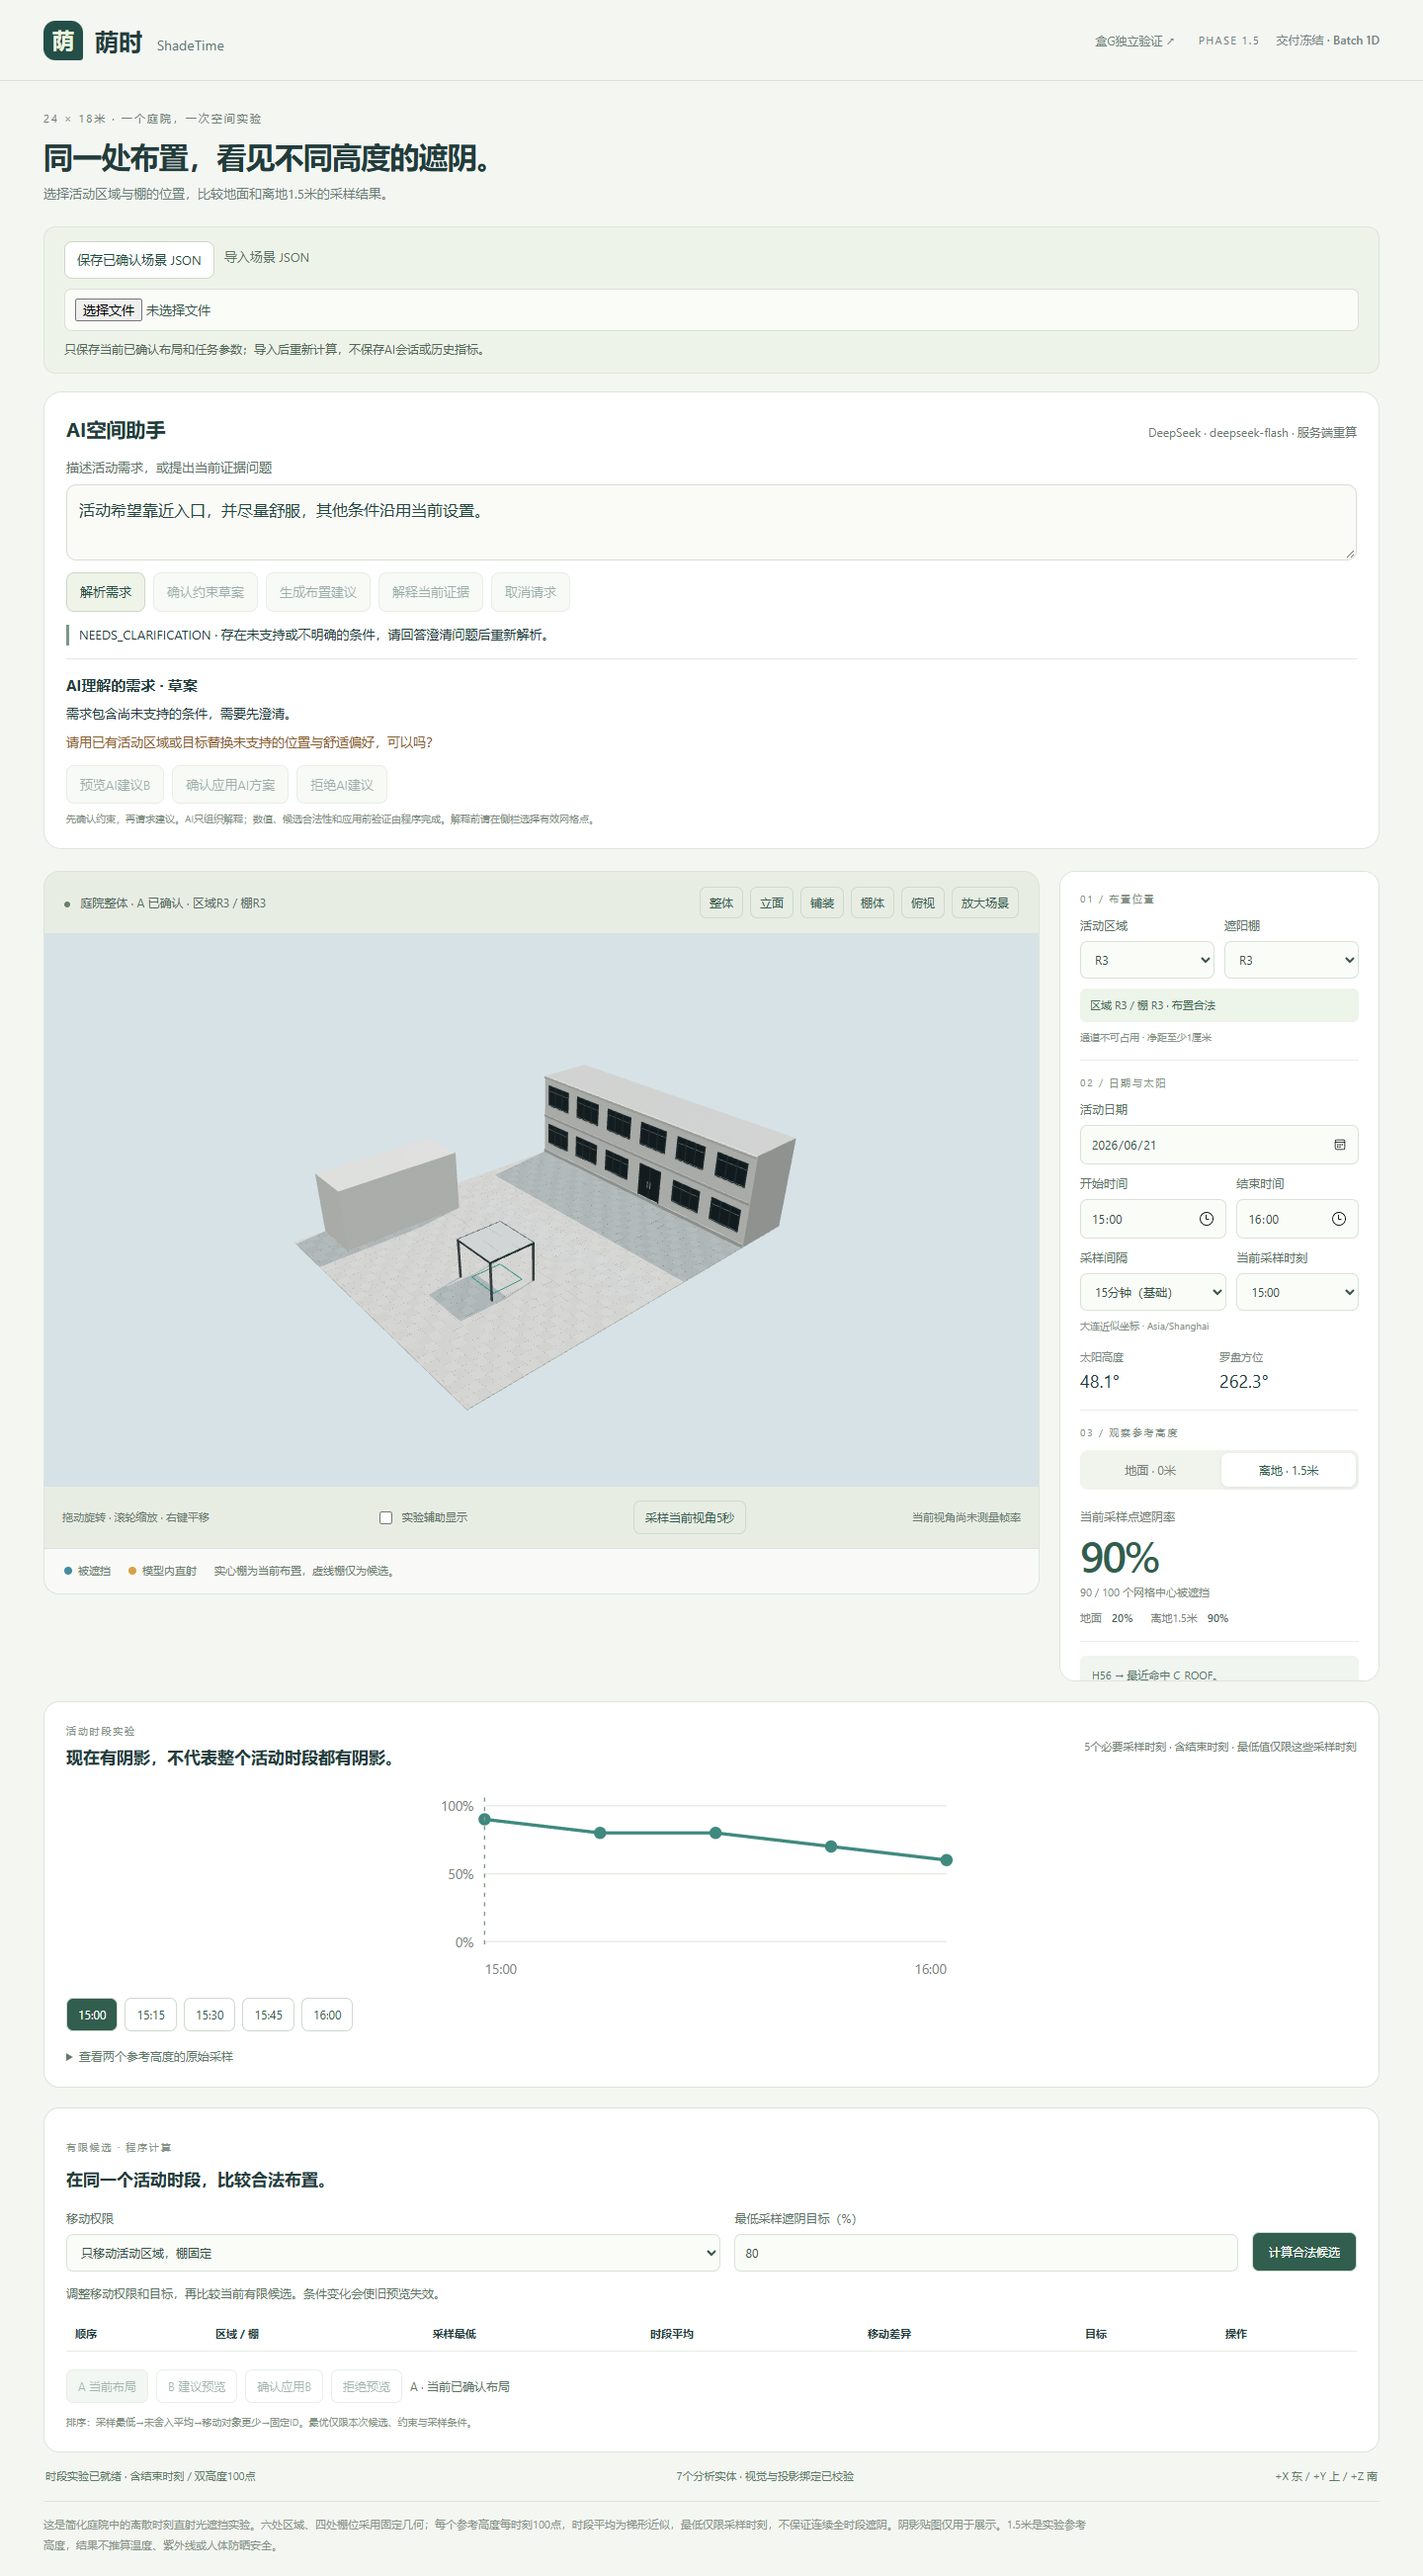 荫 荫时 ShadeTime
盒G独立验证 ↗ PHASE 1.5 交付冻结 · Batch 1D
24 × 18米 · 一个庭院，一次空间实验
同一处布置，看见不同高度的遮阴。
选择活动区域与棚的位置，比较地面和离地1.5米的采样结果。
保存已确认场景 JSON 导入场景 JSON
选择文件 未选择文件
只保存当前已确认布局和任务参数；导入后重新计算，不保存AI会话或历史指标。
AI空间助手
DeepSeek · deepseek-flash · 服务端重算
描述活动需求，或提出当前证据问题
活动希望靠近入口，并尽量舒服，其他条件沿用当前设置。
解析需求 确认约束草案 生成布置建议 解释当前证据 取消请求
NEEDS_CLARIFICATION · 存在未支持或不明确的条件，请回答澄清问题后重新解析。
AI理解的需求 · 草案
需求包含尚未支持的条件，需要先澄清。
请用已有活动区域或目标替换未支持的位置与舒适偏好，可以吗？
预览AI建议B 确认应用AI方案 拒绝AI建议
先确认约束，再请求建议。AI只组织解释；数值、候选合法性和应用前验证由程序完成。解释前请在侧栏选择有效网格点。
庭院整体 · A 已确认 · 区域R3 / 棚R3
整体 立面 铺装 棚体 俯视 放大场景
拖动旋转 · 滚轮缩放 · 右键平移
实验辅助显示
采样当前视角5秒
当前视角尚未测量帧率
被遮挡 模型内直射 实心棚为当前布置，虚线棚仅为候选。
01 / 布置位置
活动区域 遮阳棚
R3 R3
区域 R3 / 棚 R3 · 布置合法
通道不可占用 · 净距至少1厘米
02 / 日期与太阳
活动日期
2026/06/21
开始时间 结束时间
15:00 16:00
采样间隔 当前采样时刻
15分钟（基础） 15:00
大连近似坐标 · Asia/Shanghai
太阳高度 罗盘方位
48.1° 262.3°
03 / 观察参考高度
地面 · 0米 离地 · 1.5米
当前采样点遮阴率
90%
90 / 100 个网格中心被遮挡
地面 20% 离地1.5米 90%
H56 → 最近命中 C ROOF。
活动时段实验
现在有阴影，不代表整个活动时段都有阴影。
5个必要采样时刻 · 含结束时刻 · 最低值仅限这些采样时刻
100%
50%
0%
15:00 16:00
15:00 15:15 15:30 15:45 16:00
▶ 查看两个参考高度的原始采样
有限候选 · 程序计算
在同一个活动时段，比较合法布置。
移动权限 最低采样遮阴目标（%）
只移动活动区域，棚固定 80 计算合法候选
调整移动权限和目标，再比较当前有限候选。条件变化会使旧预览失效。
顺序 区域 / 棚 采样最低 时段平均 移动差异 目标 操作
A 当前布局 B 建议预览 确认应用B 拒绝预览 A · 当前已确认布局
排序：采样最低→未舍入平均→移动对象更少→固定ID。最优仅限本次候选、约束与采样条件。
时段实验已就绪 · 含结束时刻 / 双高度100点
7个分析实体 · 视觉与投影绑定已校验
+X 东 / +Y 上 / +Z 南
这是简化庭院中的离散时刻直射光遮挡实验。六处区域、四处棚位采用固定几何；每个参考高度每时刻100点，时段平均为梯形近似，最低仅限采样时刻，不保证连续全时段遮阴。阴影贴图仅用于展示。1.5米是实验参考
高度，结果不推算温度、紫外线或人体防晒安全。